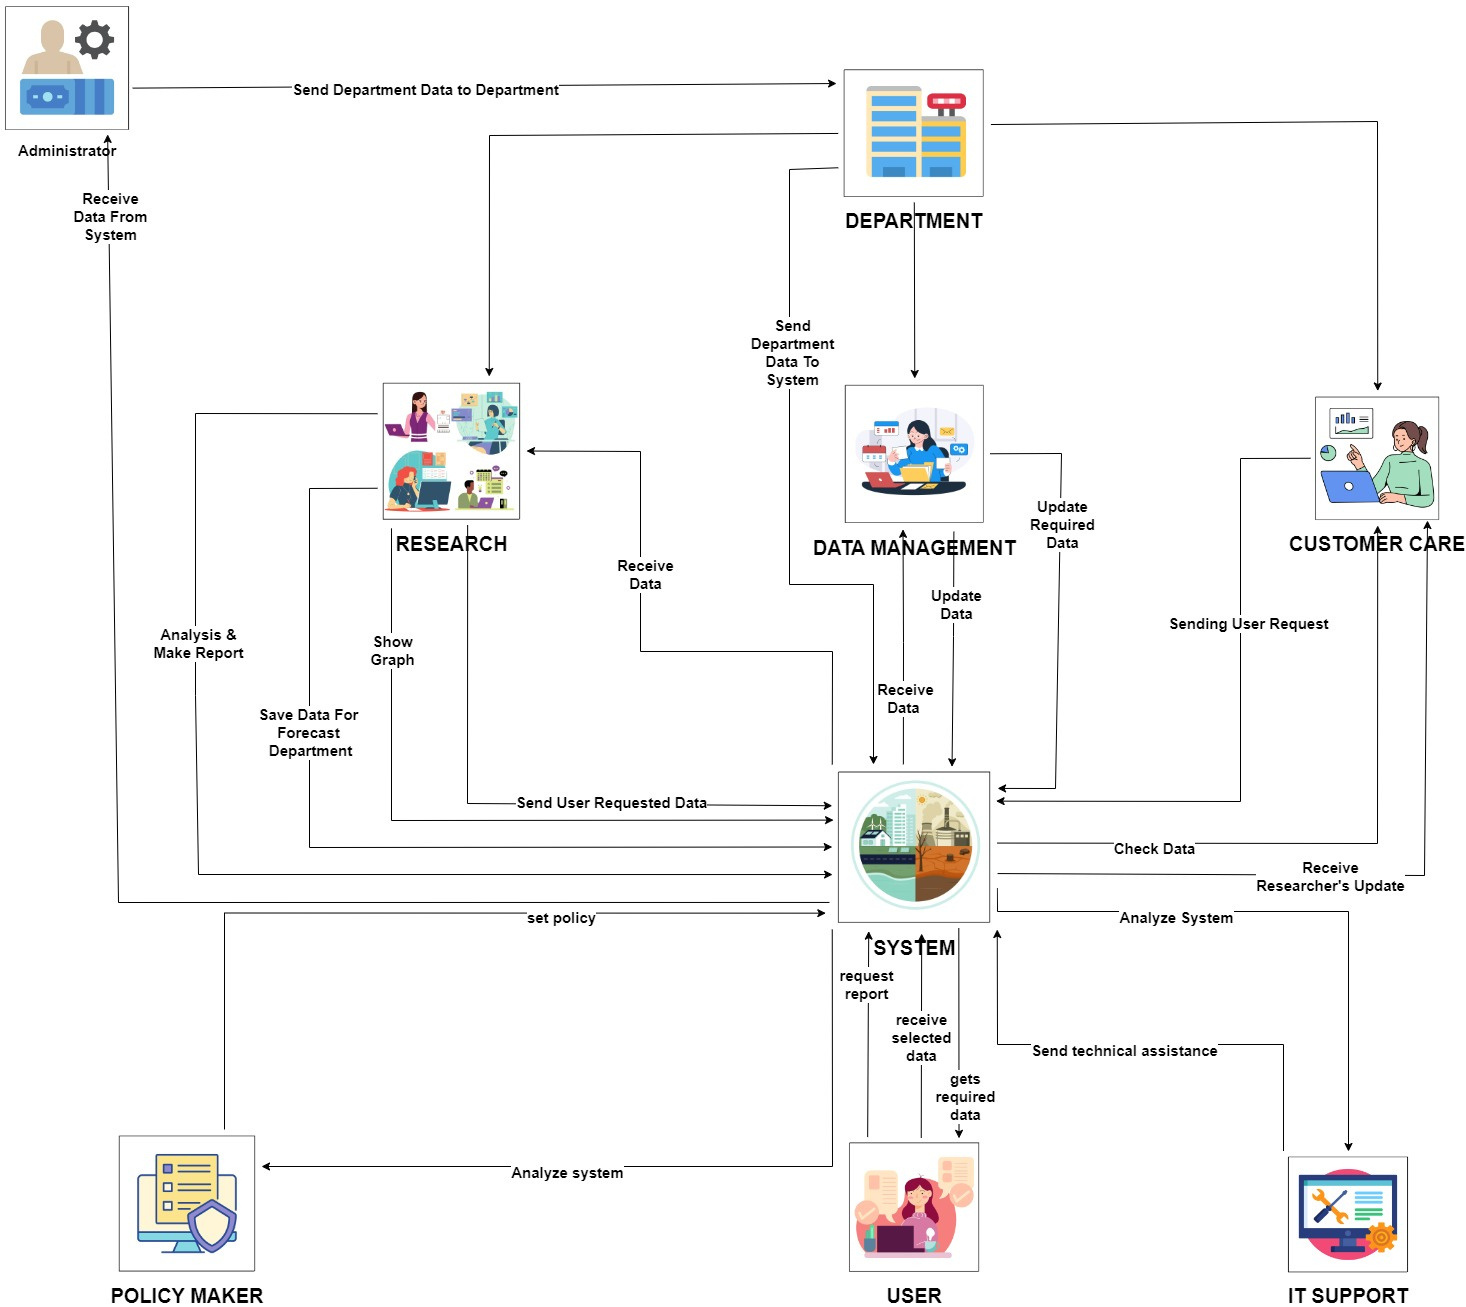 Send Department Data to Department
Administrator
Receive
Data From
System
DEPARTMENT
Send
Department
Data To
System
RESEARCH
DATA MANAGEMENT
CUSTOMER CARE
Update
Required
Data
Receive
Data
Update
Data
Sending User Request
Analysis &
Make Report
Show
Graph
Receive
Data
Save Data For
Forecast
Department
Send User Requested Data
Check Data
Receive
Researcher's Update
set policy
Analyze System
SYSTEM
request
report
receive
selected
data
Send technical assistance
gets
required
data
Analyze system
POLICY MAKER
USER
IT SUPPORT